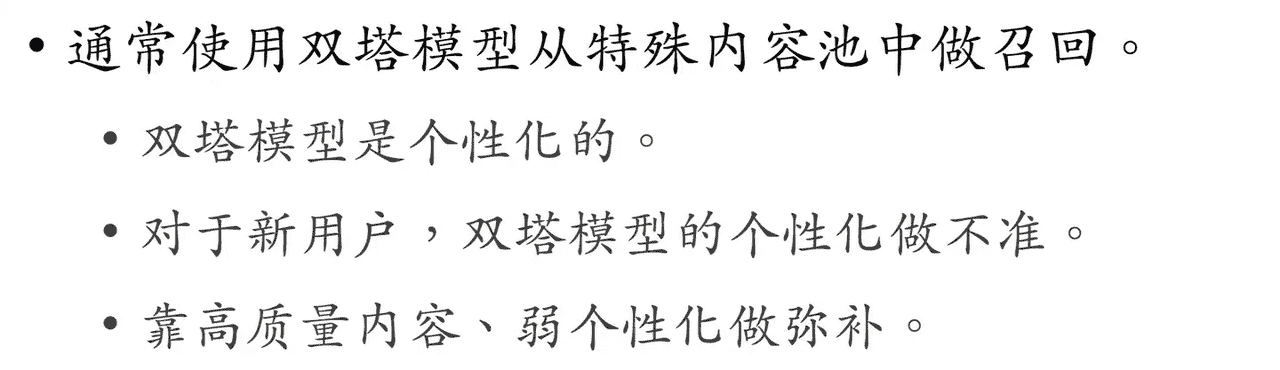 • 通常使用双塔模型从特殊内容池中做召回。
• 双塔模型是个性化的。
• 对于新用户，双塔模型的个性化做不准。
• 靠高质量内容、弱个性化做弥补。